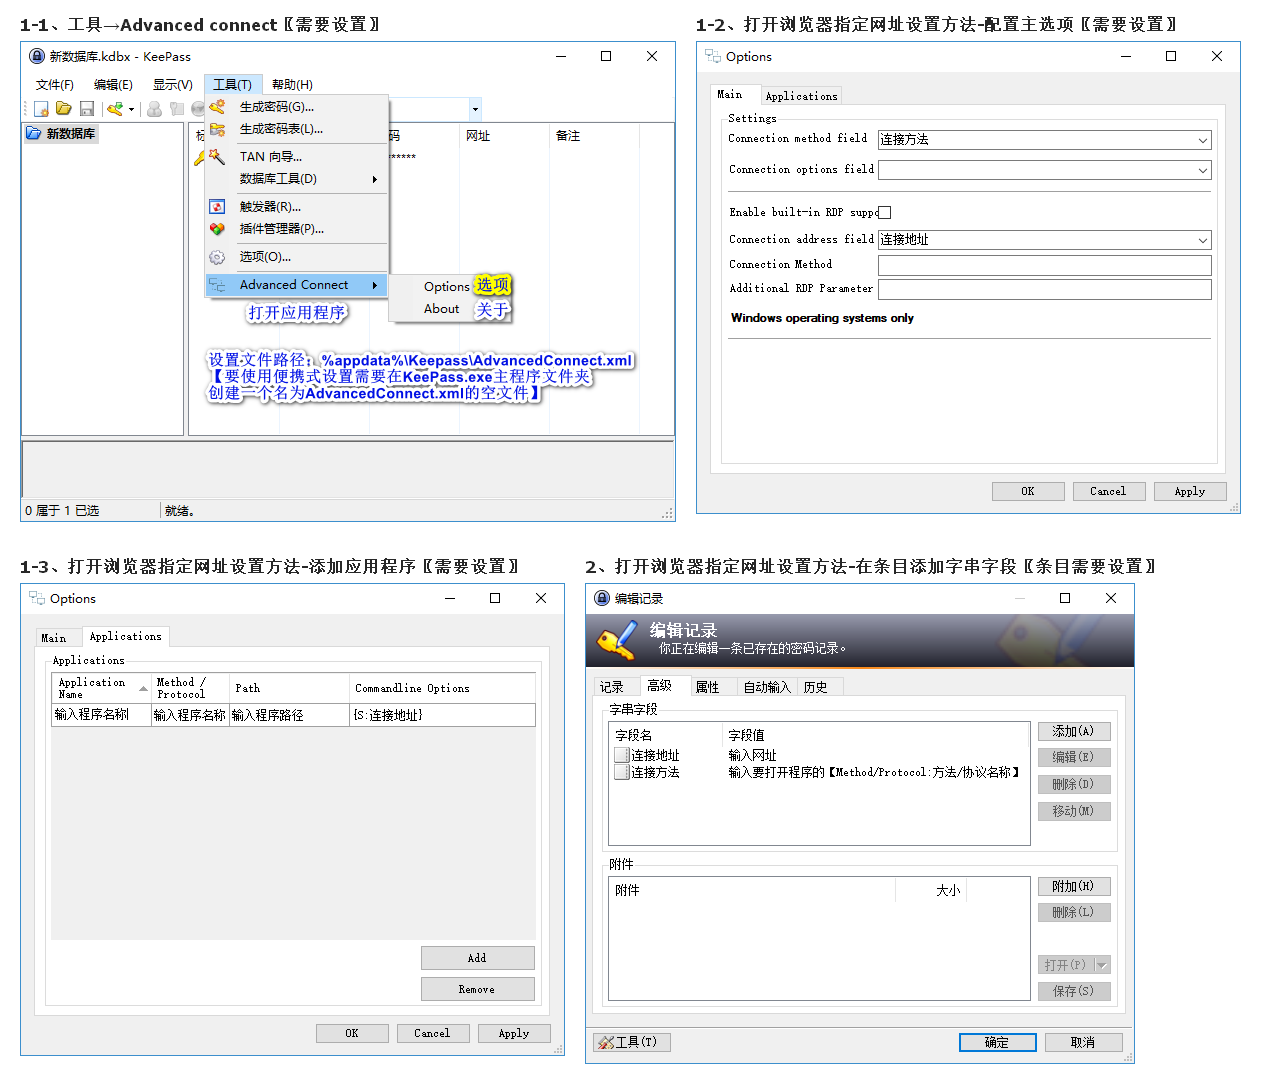 1-1、工具→Advanced connect〖需要设置〗
新数据库.kdbx - KeePass
文件(F) 编辑(E) 显示(V) 工具(T) 帮助(H)
新数据库
码 网址 备注
******
生成密码(G)...
生成密码表(L)...
TAN 向导...
数据库工具(D)
触发器(R)...
插件管理器(P)...
选项(O)...
Advanced Connect
Options 选项
About 关于
打开应用程序
设置文件路径：%appdata%\Keepass\AdvancedConnect.xml
【要使用便携式设置需要在KeePass.exe主程序文件夹
创建一个名为AdvancedConnect.xml的空文件】
0 属于 1 已选 就绪。
1-2、打开浏览器指定网址设置方法-配置主选项〖需要设置〗
Options
Main Applications
Settings
Connection method field 连接方法
Connection options field
Enable built-in RDP suppo
Connection address field 连接地址
Connection Method
Additional RDP Parameter
Windows operating systems only
OK Cancel Apply
1-3、打开浏览器指定网址设置方法-添加应用程序〖需要设置〗
Options
Main Applications
Applications
Application Name Method / Protocol Path Commandline Options
输入程序名称 输入程序名称 输入程序路径 {S:连接地址}
Add
Remove
OK Cancel Apply
2、打开浏览器指定网址设置方法-在条目添加字串字段〖条目需要设置〗
编辑记录
编辑记录
你正在编辑一条已存在的密码记录。
记录 高级 属性 自动输入 历史
字串字段
字段名 字段值
连接地址 输入网址
连接方法 输入要打开程序的【Method/Protocol:方法/协议名称】
添加(A)
编辑(E)
删除(D)
移动(M)
附件
附件 大小
附加(H)
删除(L)
打开(P)
保存(S)
工具(T) 确定 取消